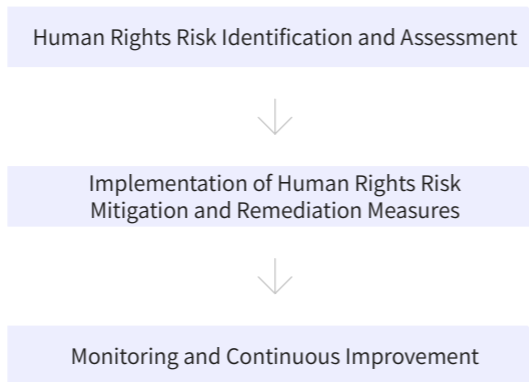 Human Rights Risk Identification and Assessment
Implementation of Human Rights Risk
Mitigation and Remediation Measures
Monitoring and Continuous Improvement